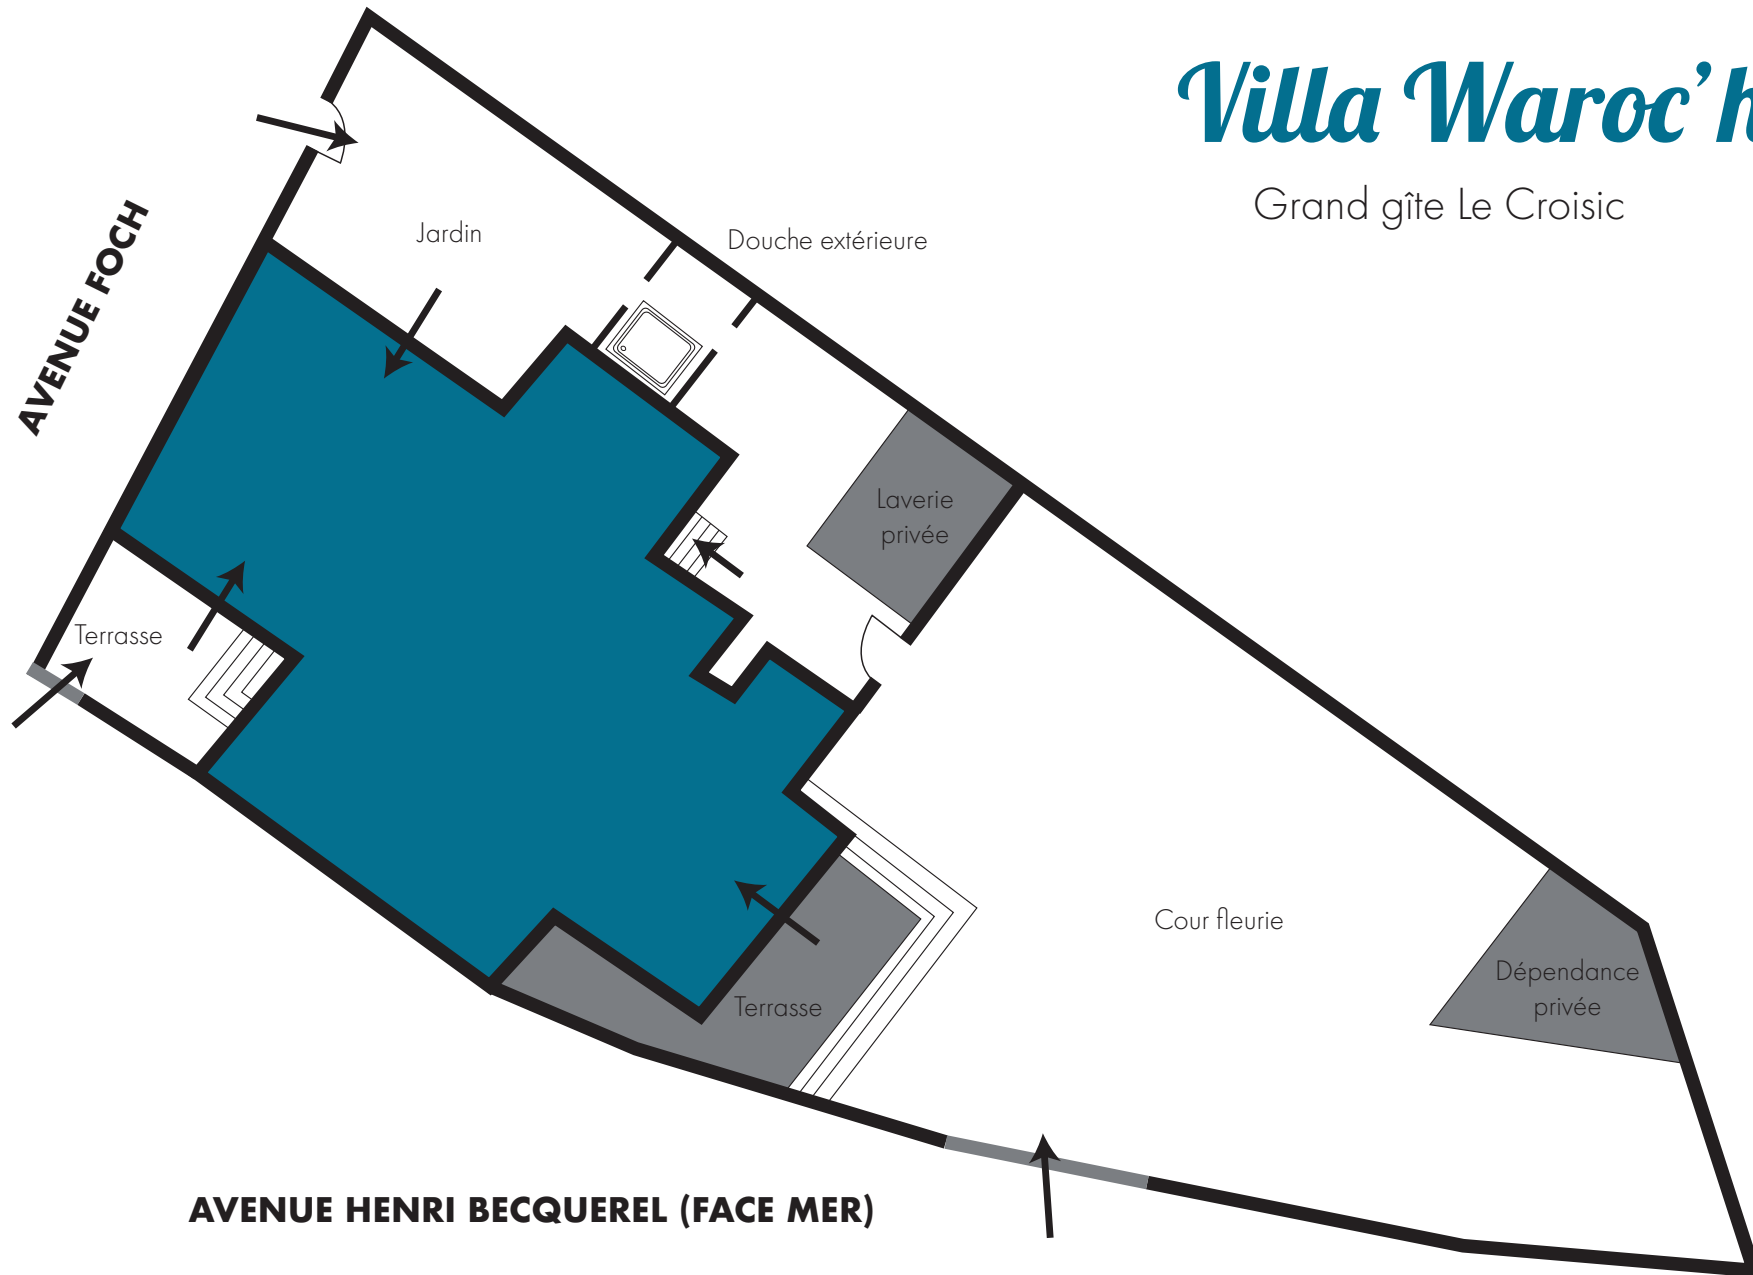 Villa Waroc'h
Grand gîte Le Croisic
AVENUE FOCH
Jardin
Douche extérieure
Laverie
privée
Terrasse
Cour fleurie
Dépendance
privée
Terrasse
AVENUE HENRI BECQUEREL (FACE MER)